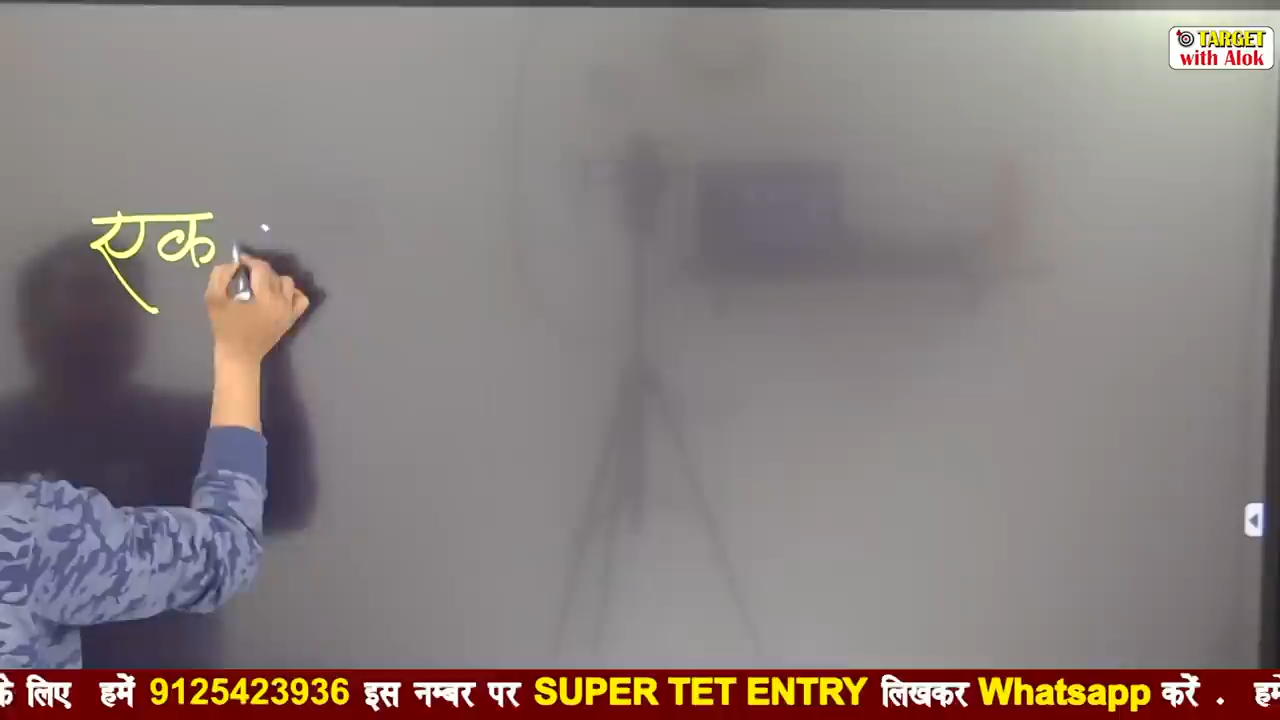 TARGET
with Alok
एक
के लिए हमें 9125423936 इस नम्बर पर SUPER TET ENTRY लिखकर Whatsapp करें . हमें